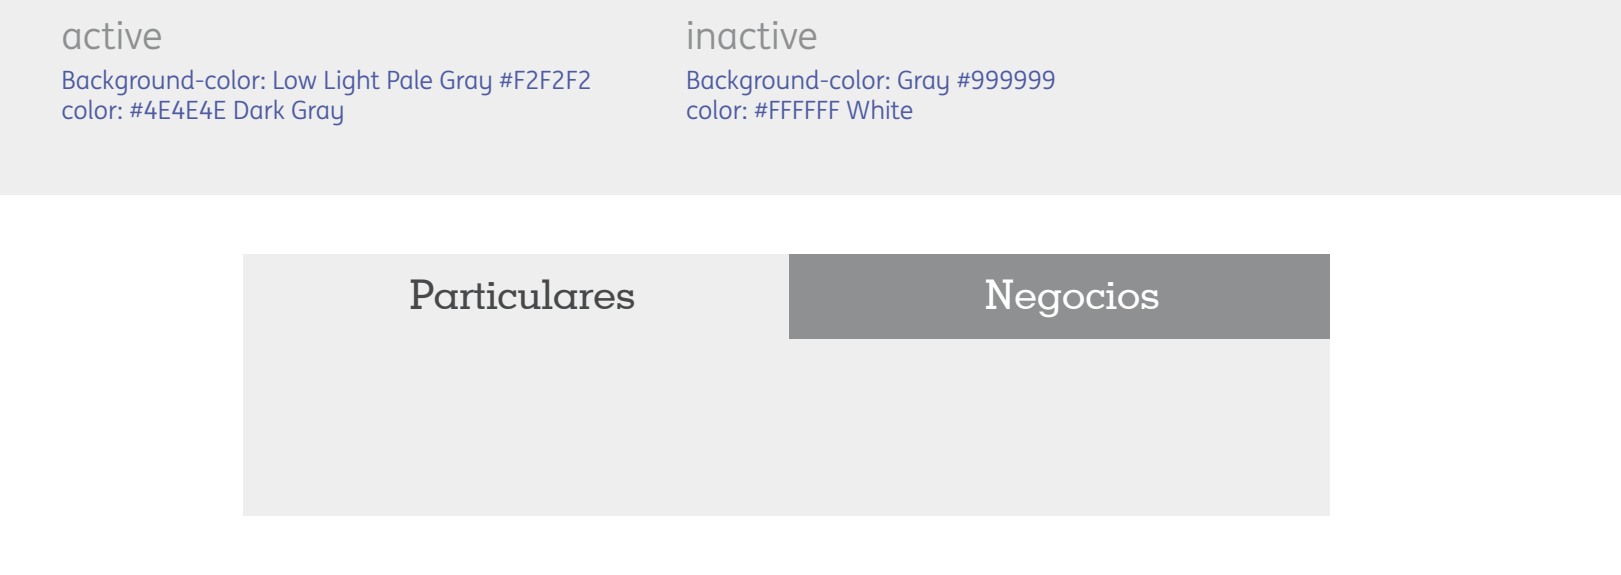 active
Background-color: Low Light Pale Gray #F2F2F2
color: #4E4E4E Dark Gray
inactive
Background-color: Gray #999999
color: #FFFFFF White
Particulares
Negocios